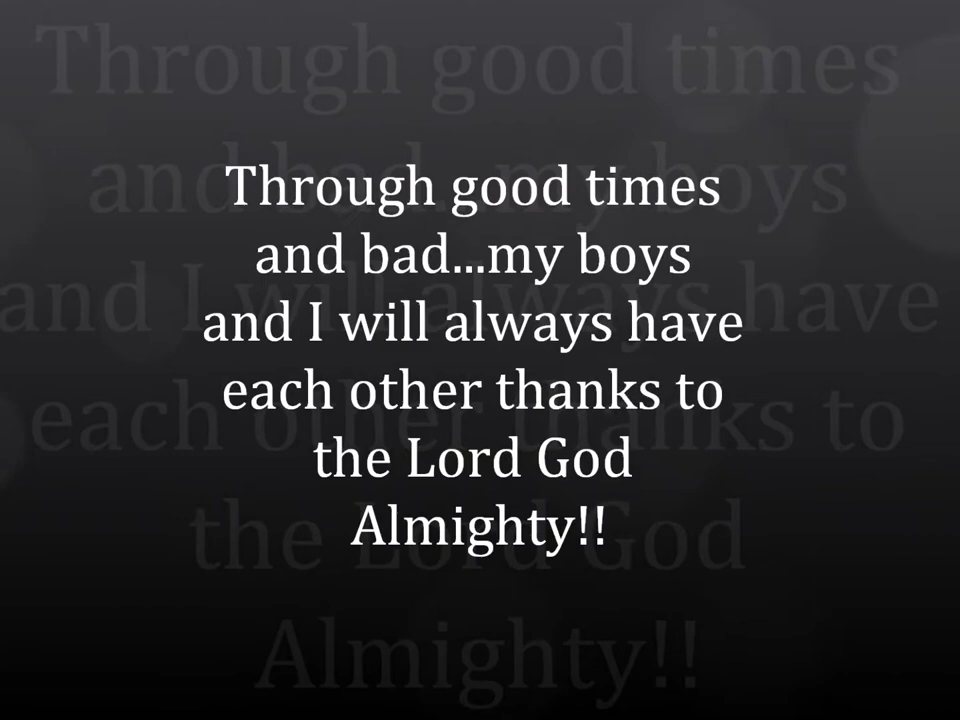 Through good times
and bad...my boys
and I will always have
each other thanks to
the Lord God
Almighty!!